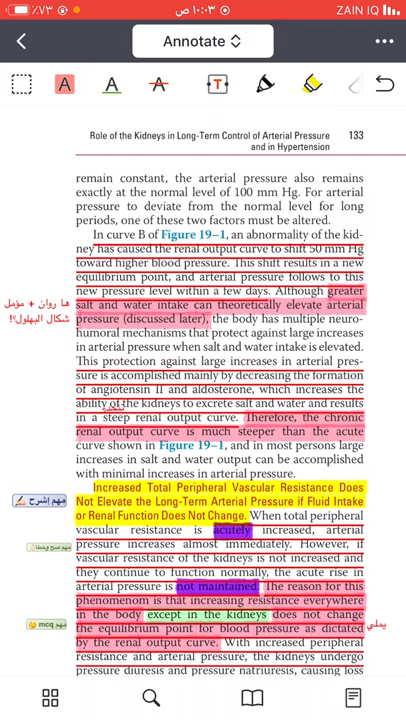 ٪٧٣ ١٠:٠٣ ص ZAIN IQ
Annotate
A A A T
Role of the Kidneys in Long-Term Control of Arterial Pressure 133
and in Hypertension
remain constant, the arterial pressure also remains
exactly at the normal level of 100 mm Hg. For arterial
pressure to deviate from the normal level for long
periods, one of these two factors must be altered.
In curve B of Figure 19–1, an abnormality of the kid-
ney has caused the renal output curve to shift 50 mm Hg
toward higher blood pressure. This shift results in a new
equilibrium point, and arterial pressure follows to this
new pressure level within a few days. Although greater
salt and water intake can theoretically elevate arterial
pressure (discussed later), the body has multiple neuro-
humoral mechanisms that protect against large increases
in arterial pressure when salt and water intake is elevated.
This protection against large increases in arterial pres-
sure is accomplished mainly by decreasing the formation
of angiotensin II and aldosterone, which increases the
ability of the kidneys to excrete salt and water and results
in a steep renal output curve. Therefore, the chronic
renal output curve is much steeper than the acute
curve shown in Figure 19–1, and in most persons large
increases in salt and water output can be accomplished
with minimal increases in arterial pressure.
ها روان + مؤمل
شكال البهلول؟!
Increased Total Peripheral Vascular Resistance Does
Not Elevate the Long-Term Arterial Pressure if Fluid Intake
or Renal Function Does Not Change. When total peripheral
vascular resistance is acutely increased, arterial
pressure increases almost immediately. However, if
vascular resistance of the kidneys is not increased and
they continue to function normally, the acute rise in
arterial pressure is not maintained. The reason for this
phenomenon is that increasing resistance everywhere
in the body except in the kidneys does not change
the equilibrium point for blood pressure as dictated
by the renal output curve. With increased peripheral
resistance and arterial pressure, the kidneys undergo
pressure diuresis and pressure natriuresis, causing loss
مهم إشرح
مهم صح وخطأ
مهم mcq
يملي